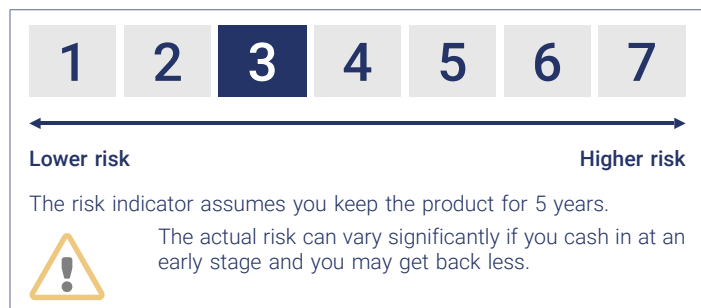 1 2 3 4 5 6 7
Lower risk Higher risk
The risk indicator assumes you keep the product for 5 years.
The actual risk can vary significantly if you cash in at an
early stage and you may get back less.